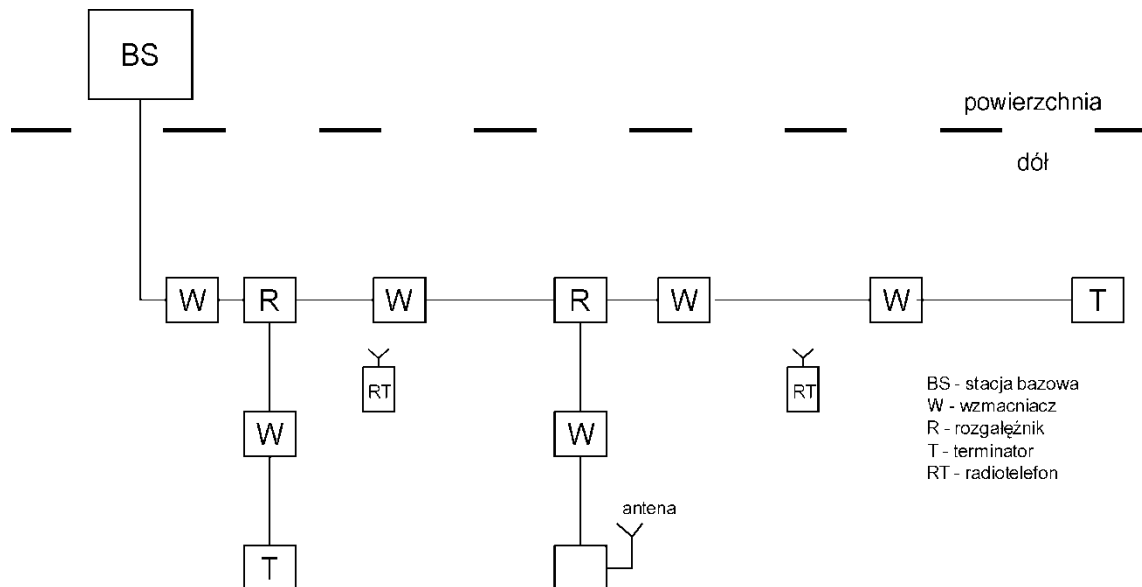 BS
powierzchnia
dół
W R W R W W T
RT RT
BS - stacja bazowa
W - wzmacniacz
R - rozgałęźnik
T - terminator
RT - radiotelefon
W W
antena
T